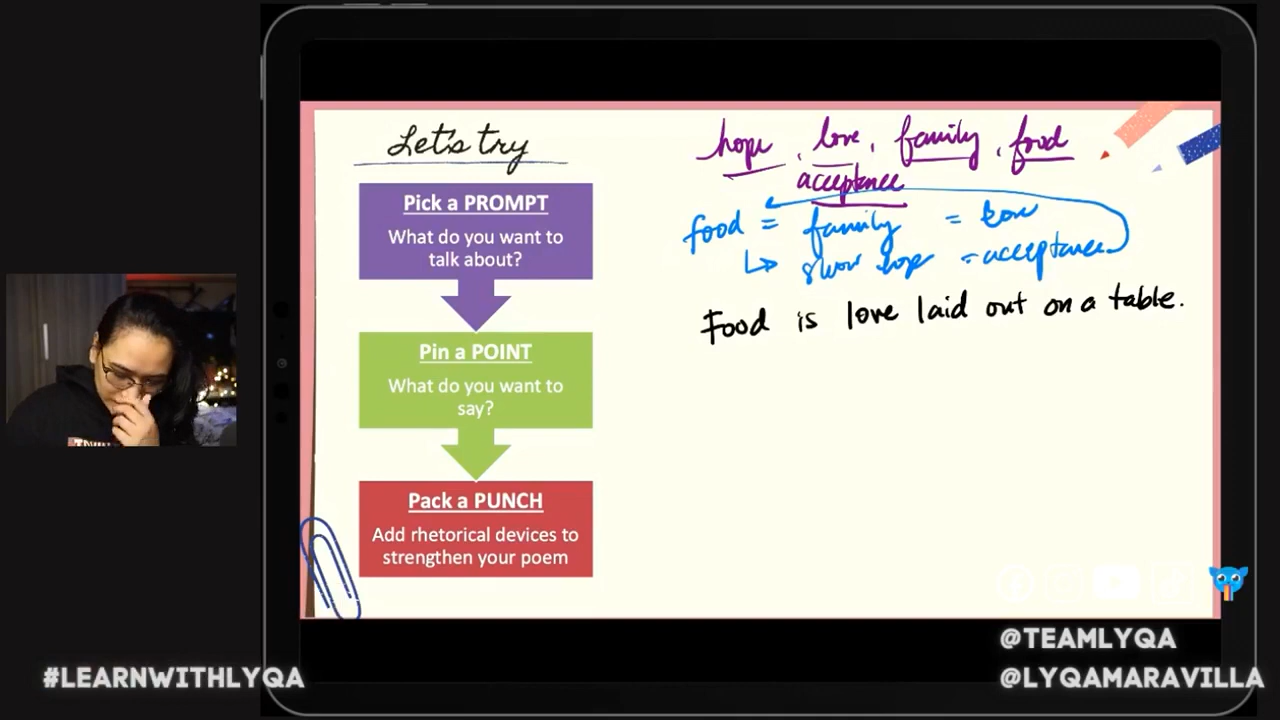 Let's try
Pick a PROMPT
What do you want to
talk about?
Pin a POINT
What do you want to
say?
Pack a PUNCH
Add rhetorical devices to
strengthen your poem
hope, love, family, food
acceptance
food = family = love
↳ show hope = acceptance
Food is love laid out on a table.
#LEARNWITHLYQA
@TEAMLYQA
@LYQAMARAVILLA